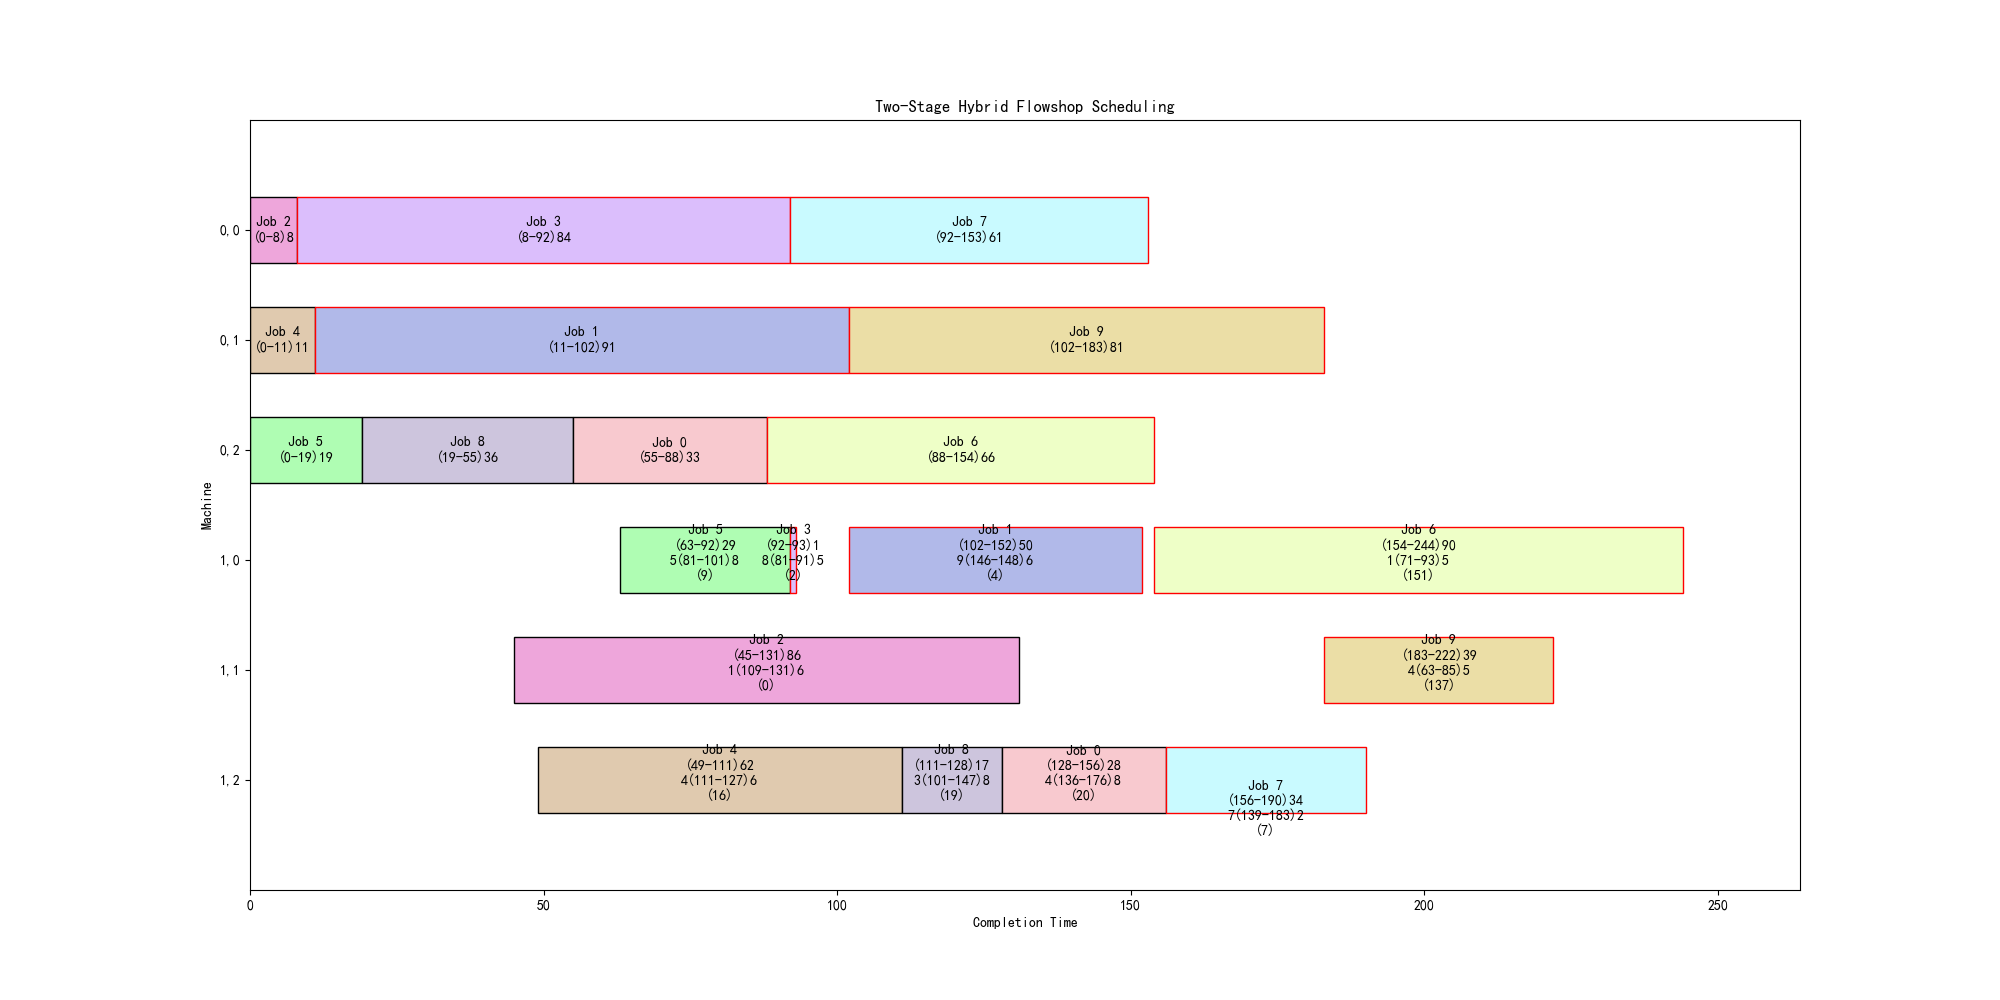 Two-Stage Hybrid Flowshop Scheduling
Machine
0,0
Job 2
(0-8)8
Job 3
(8-92)84
Job 7
(92-153)61
0,1
Job 4
(0-11)11
Job 1
(11-102)91
Job 9
(102-183)81
0,2
Job 5
(0-19)19
Job 8
(19-55)36
Job 0
(55-88)33
Job 6
(88-154)66
1,0
Job 5
(63-92)29
5(81-101)8
(9)
Job 3
(92-93)1
8(81-91)5
(2)
Job 1
(102-152)50
9(146-148)6
(4)
Job 6
(154-244)90
1(71-93)5
(151)
1,1
Job 2
(45-131)86
1(109-131)6
(0)
Job 9
(183-222)39
4(63-85)5
(137)
1,2
Job 4
(49-111)62
4(111-127)6
(16)
Job 8
(111-128)17
3(101-147)8
(19)
Job 0
(128-156)28
4(136-176)8
(20)
Job 7
(156-190)34
7(139-183)2
(7)
0
50
100
150
200
250
Completion Time